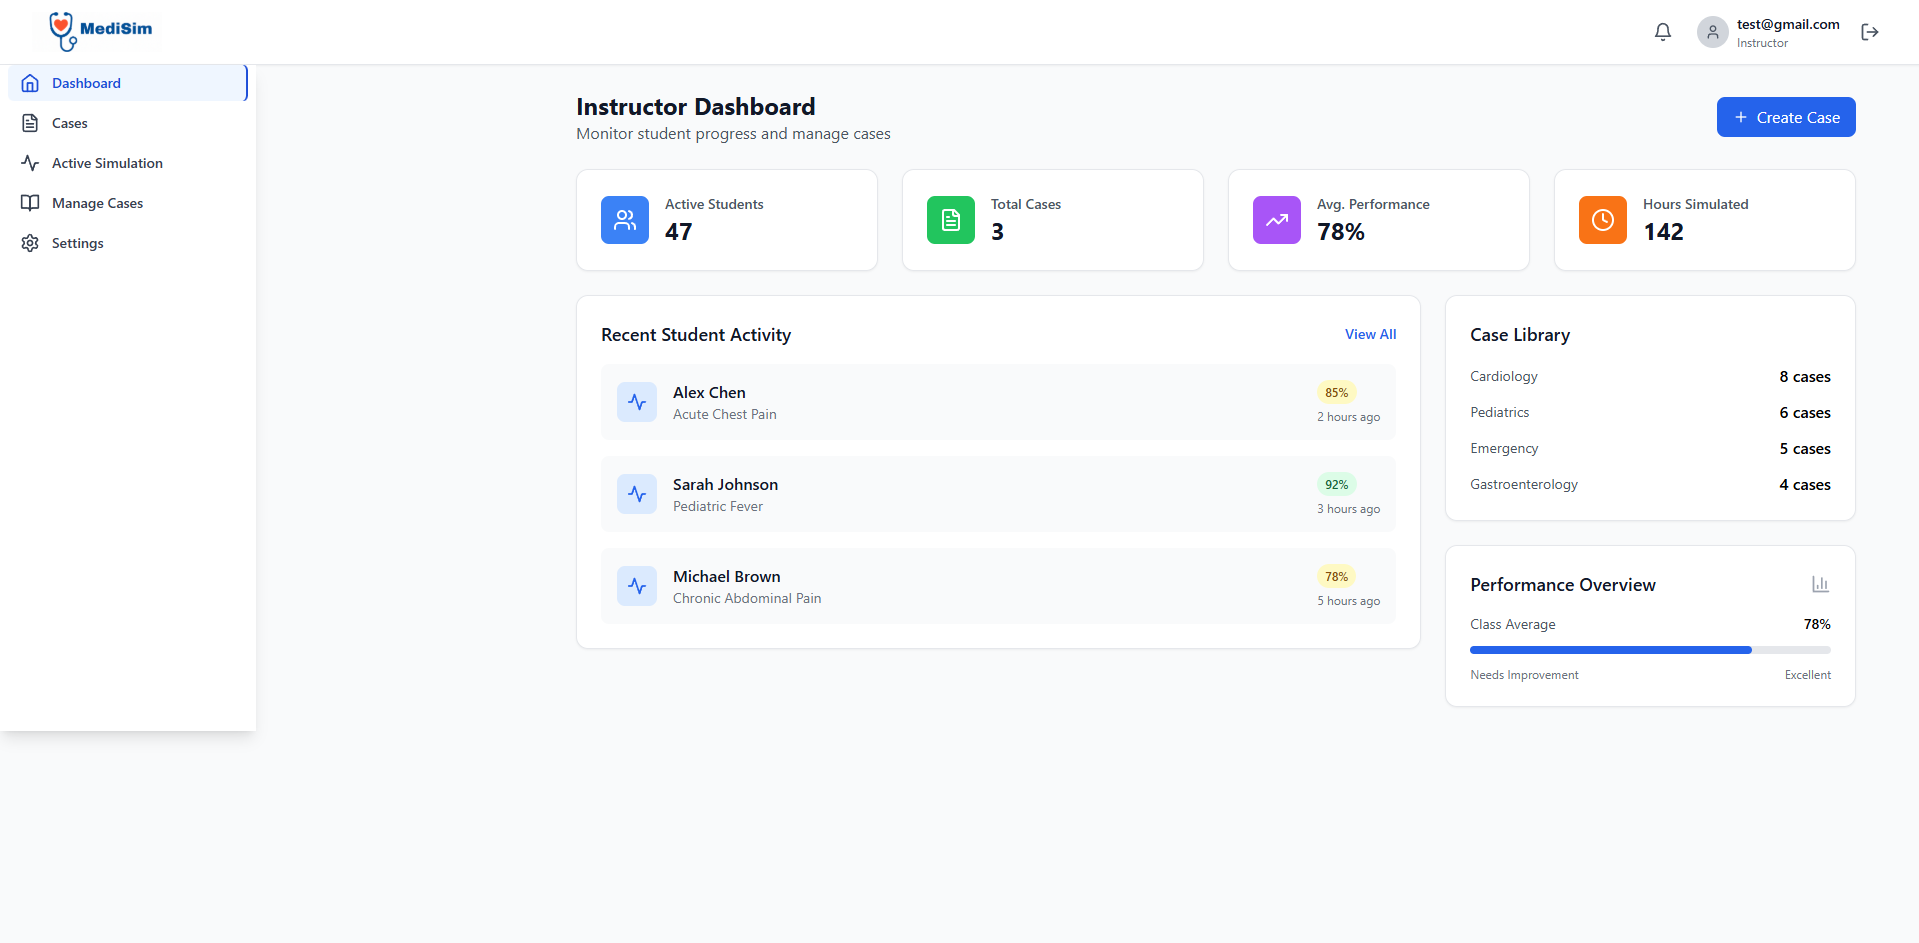 MediSim
test@gmail.com
Instructor
Dashboard
Cases
Active Simulation
Manage Cases
Settings
Instructor Dashboard
Monitor student progress and manage cases
Create Case
Active Students
47
Total Cases
3
Avg. Performance
78%
Hours Simulated
142
Recent Student Activity
View All
Alex Chen
Acute Chest Pain
85%
2 hours ago
Sarah Johnson
Pediatric Fever
92%
3 hours ago
Michael Brown
Chronic Abdominal Pain
78%
5 hours ago
Case Library
Cardiology 8 cases
Pediatrics 6 cases
Emergency 5 cases
Gastroenterology 4 cases
Performance Overview
Class Average 78%
Needs Improvement Excellent